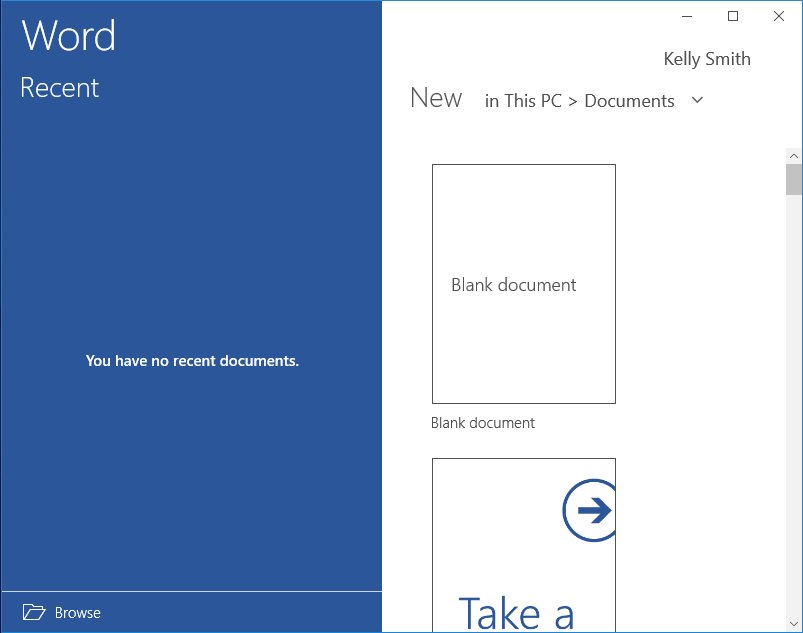 Word
Recent
You have no recent documents.
Browse
Kelly Smith
New in This PC > Documents
Blank document
Blank document
Take a